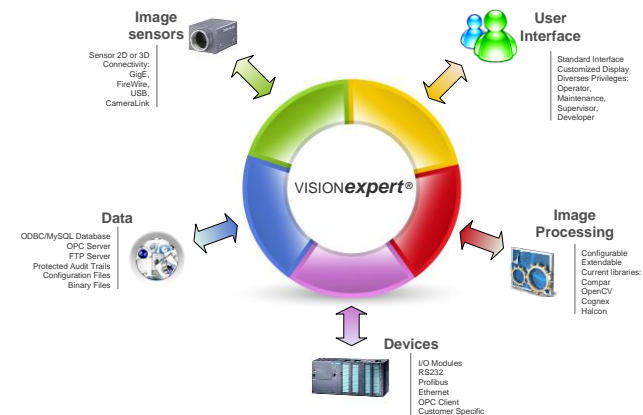 Image
sensors
Sensor 2D or 3D
Connectivity:
GigE,
FireWire,
USB,
CameraLink
User
Interface
Standard Interface
Customized Display
Diverses Privileges:
Operator,
Maintenance,
Supervisor,
Developer
VISIONexpert®
Data
ODBC/MySQL Database
OPC Server
FTP Server
Protected Audit Trails
Configuration Files
Binary Files
Image
Processing
Configurable
Extendable
Current libraries:
Compar
OpenCV
Cognex
Halcon
Devices
I/O Modules
RS232
Profibus
Ethernet
OPC Client
Customer Specific